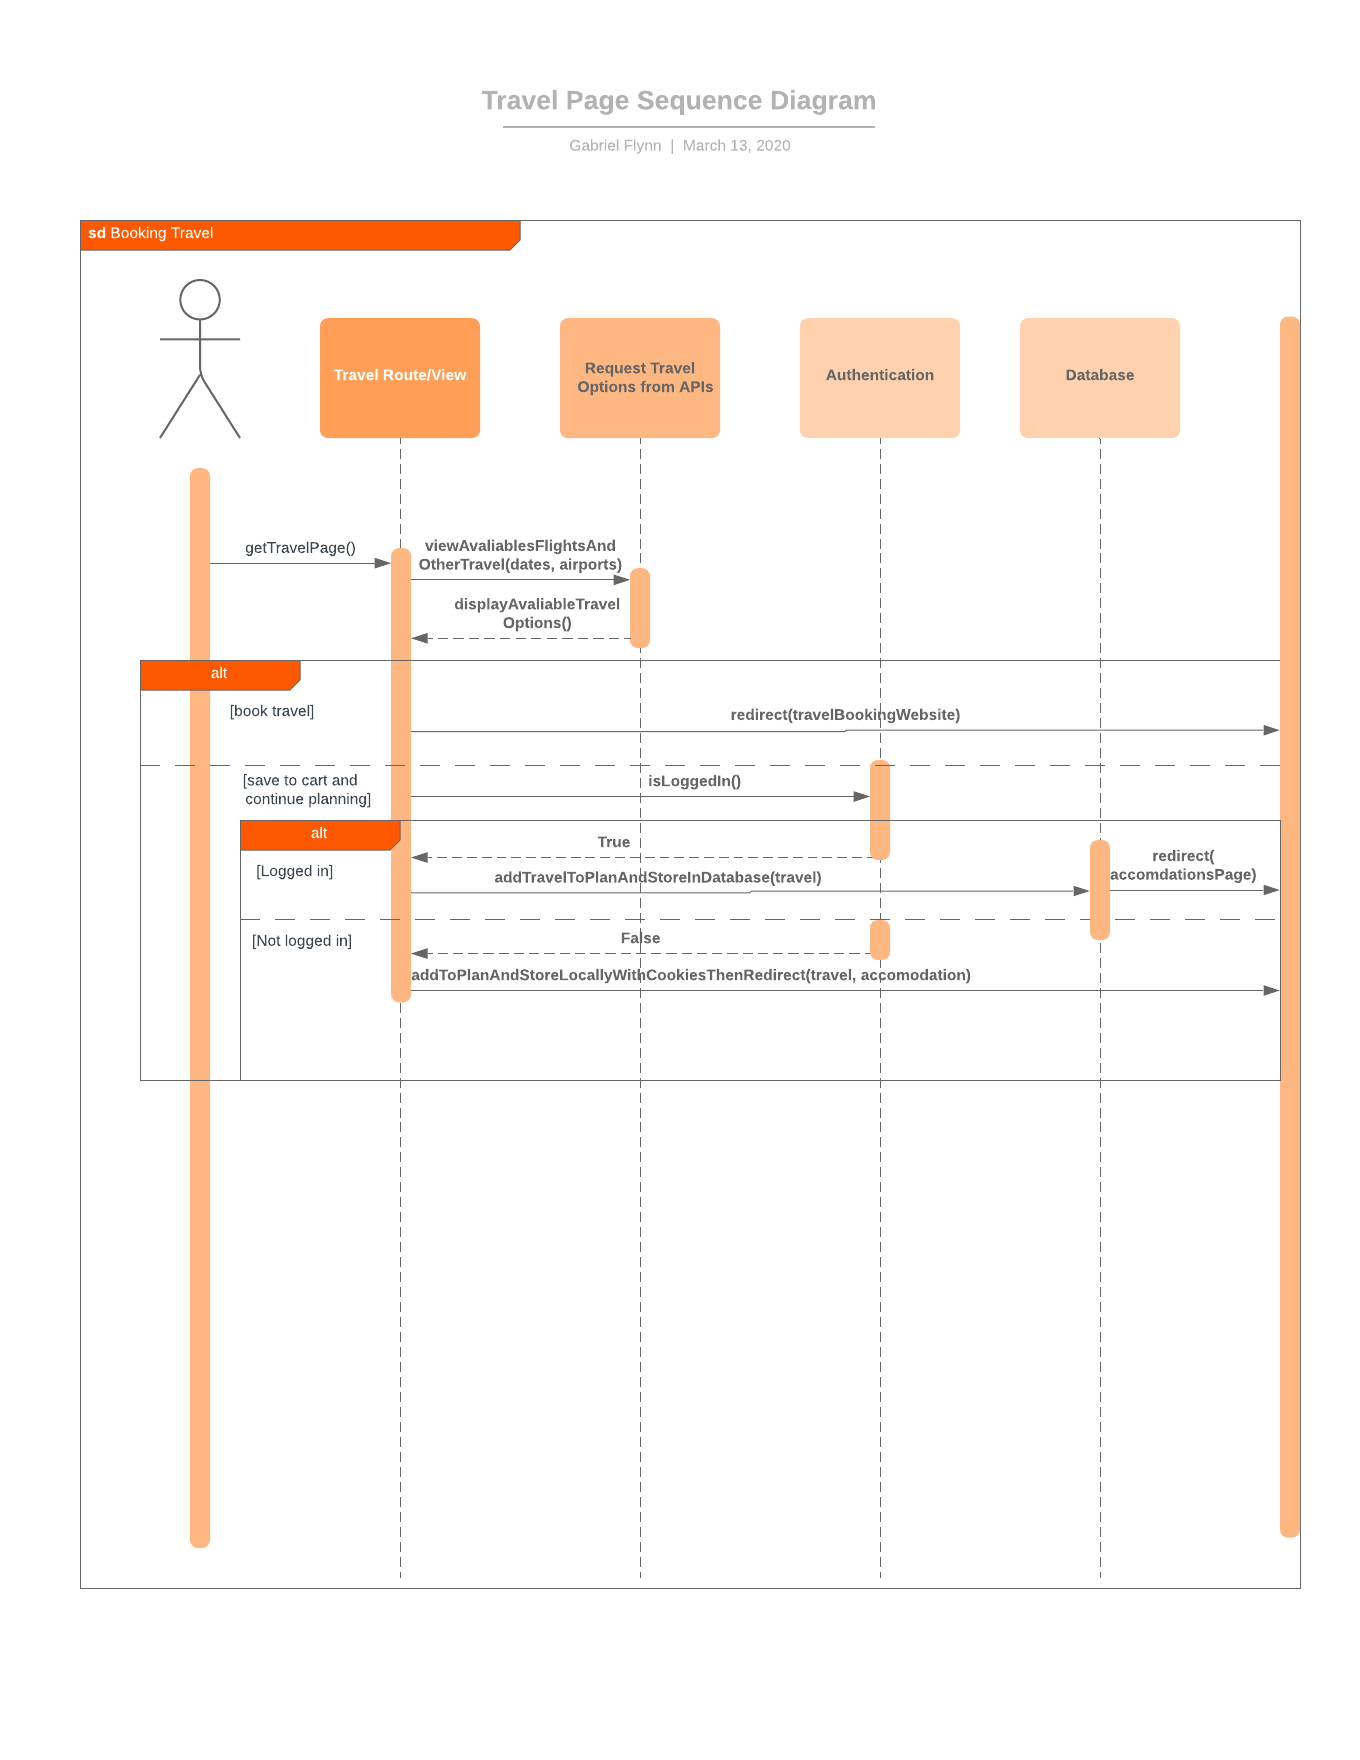 Travel Page Sequence Diagram
Gabriel Flynn | March 13, 2020
sd Booking Travel
Travel Route/View
Request Travel
Options from APIs
Authentication
Database
getTravelPage()
viewAvaliablesFlightsAnd
OtherTravel(dates, airports)
displayAvaliableTravel
Options()
alt
[book travel]
redirect(travelBookingWebsite)
[save to cart and
continue planning]
isLoggedIn()
alt
True
[Logged in]
redirect(
accomdationsPage)
addTravelToPlanAndStoreInDatabase(travel)
[Not logged in]
False
addToPlanAndStoreLocallyWithCookiesThenRedirect(travel, accomodation)